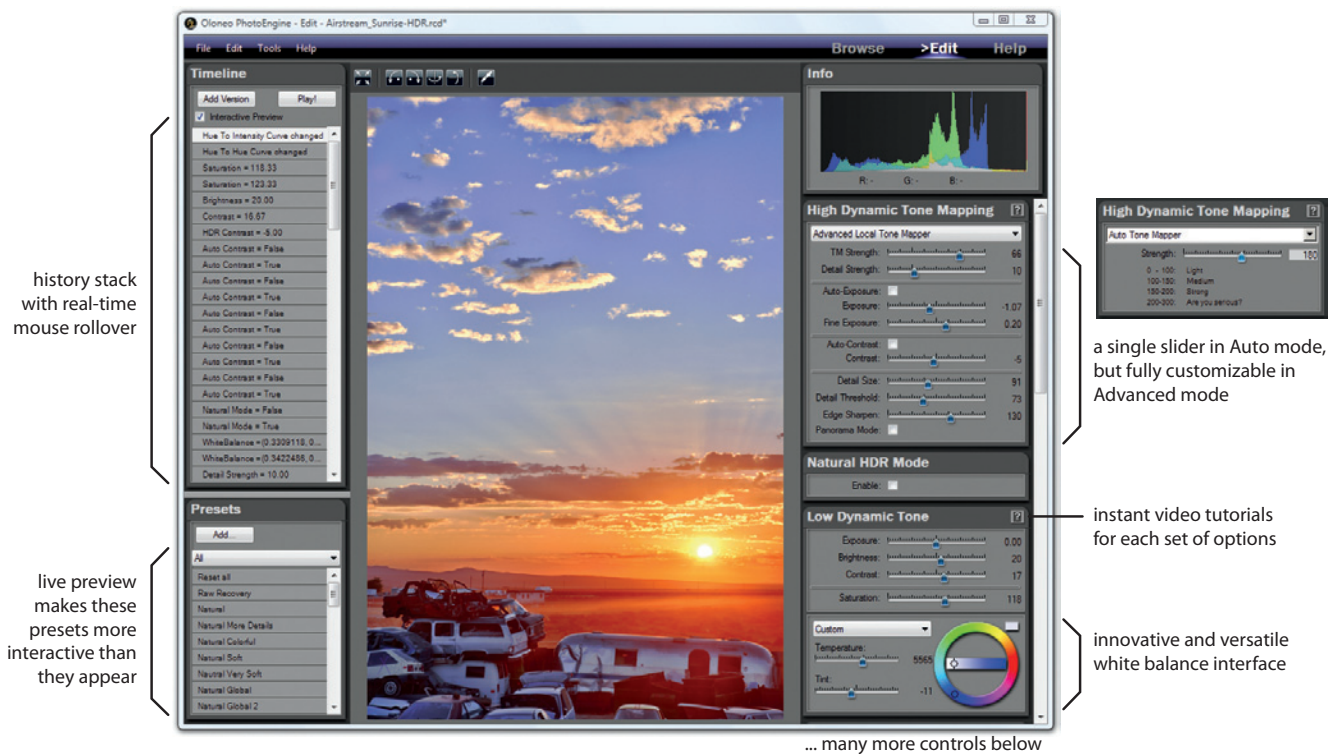 Oloneo PhotoEngine - Edit - Airstream_Sunrise-HDR.rcd*
File Edit Tools Help
Browse >Edit Help
Timeline
Add Version Play!
Interactive Preview
Hue To Intensity Curve changed
Hue To Hue Curve changed
Saturation = 118.33
Saturation = 123.33
Brightness = 20.00
Contrast = 16.67
HDR Contrast = -5.00
Auto Contrast = False
Auto Contrast = True
Auto Contrast = False
Auto Contrast = True
Auto Contrast = False
Auto Contrast = True
Auto Contrast = False
Auto Contrast = True
Auto Contrast = False
Auto Contrast = True
Natural Mode = False
Natural Mode = True
WhiteBalance =(0.3309118, 0...
WhiteBalance =(0.3422486, 0...
Detail Strength = 10.00
Presets
Add...
All
Reset all
Raw Recovery
Natural
Natural More Details
Natural Colorful
Natural Soft
Neutral Very Soft
Natural Global
Natural Global 2
history stack
with real-time
mouse rollover
live preview
makes these
presets more
interactive than
they appear
Info
R: - G: - B: -
High Dynamic Tone Mapping [?]
Advanced Local Tone Mapper
TM Strength: 66
Detail Strength: 10
Auto-Exposure:
Exposure: -1.07
Fine Exposure: 0.20
Auto-Contrast:
Contrast: -5
Detail Size: 91
Detail Threshold: 73
Edge Sharpen: 130
Panorama Mode:
Natural HDR Mode
Enable:
Low Dynamic Tone [?]
Exposure: 0.00
Brightness: 20
Contrast: 17
Saturation: 118
Custom
Temperature:
5565
Tint:
-11
High Dynamic Tone Mapping [?]
Auto Tone Mapper
Strength: 180
0 - 100: Light
100-150: Medium
150-200: Strong
200-300: Are you serious?
a single slider in Auto mode,
but fully customizable in
Advanced mode
instant video tutorials
for each set of options
innovative and versatile
white balance interface
... many more controls below